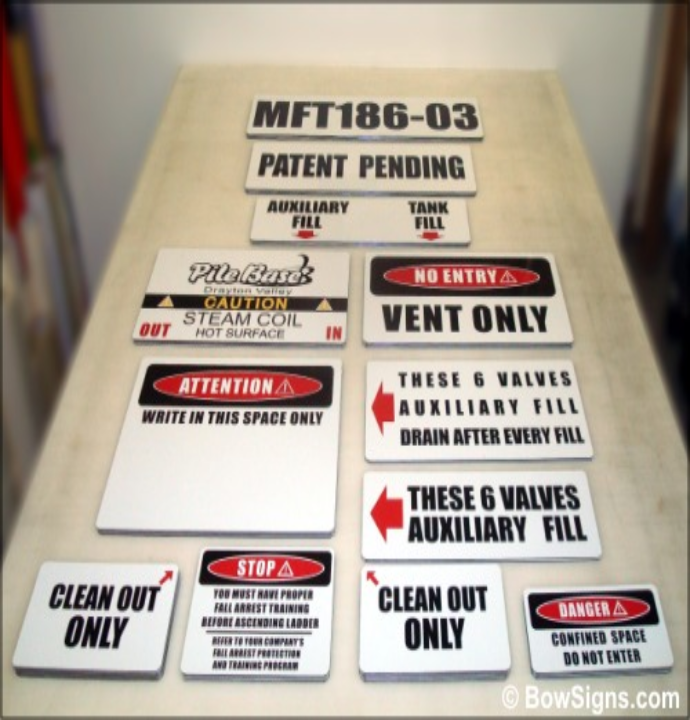 MFT186-03
PATENT PENDING
AUXILIARY FILL
TANK FILL
Pile Base
Drayton Valley
CAUTION
STEAM COIL
HOT SURFACE
OUT
IN
NO ENTRY
VENT ONLY
ATTENTION
WRITE IN THIS SPACE ONLY
THESE 6 VALVES
AUXILIARY FILL
DRAIN AFTER EVERY FILL
THESE 6 VALVES
AUXILIARY FILL
CLEAN OUT
ONLY
STOP
YOU MUST HAVE PROPER
FALL ARREST TRAINING
BEFORE ASCENDING LADDER
REFER TO YOUR COMPANY'S
FALL ARREST PROTECTION
AND TRAINING PROGRAM
CLEAN OUT
ONLY
DANGER
CONFINED SPACE
DO NOT ENTER
© BowSigns.com